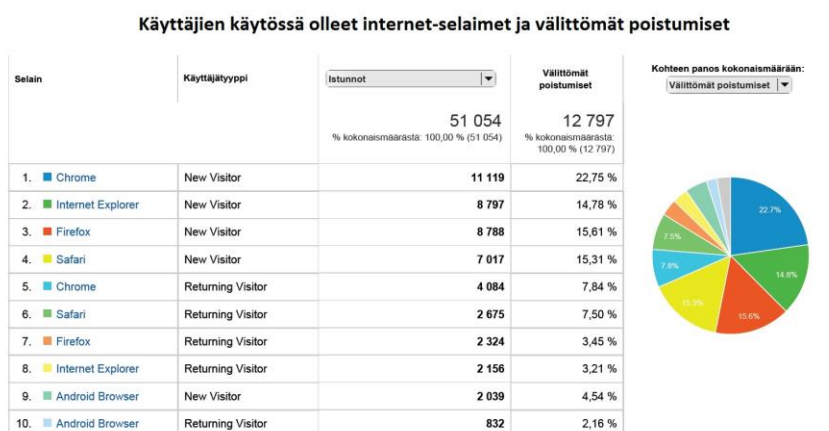 Käyttäjien käytössä olleet internet-selaimet ja välittömät poistumiset
Selain Käyttäjätyyppi Istunnot Välittömät poistumiset Kohteen panos kokonaismäärään:
Välittömät poistumiset
51 054 12 797
% kokonaismäärästä: 100,00 % (51 054) % kokonaismäärästä: 100,00 % (12 797)
1. Chrome New Visitor 11 119 22,75 %
2. Internet Explorer New Visitor 8 797 14,78 %
3. Firefox New Visitor 8 788 15,61 %
4. Safari New Visitor 7 017 15,31 %
5. Chrome Returning Visitor 4 084 7,84 %
6. Safari Returning Visitor 2 675 7,50 %
7. Firefox Returning Visitor 2 324 3,45 %
8. Internet Explorer Returning Visitor 2 156 3,21 %
9. Android Browser New Visitor 2 039 4,54 %
10. Android Browser Returning Visitor 832 2,16 %
22.7%
14.8%
15.6%
15.3%
7.8%
7.5%